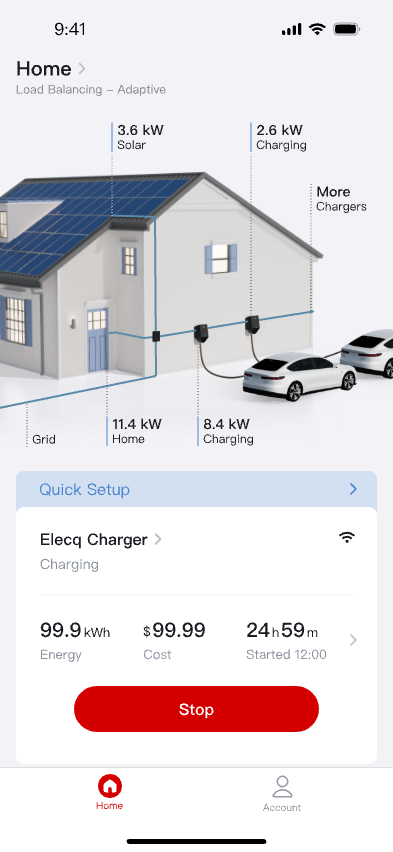 9:41
Home
Load Balancing – Adaptive
3.6 kW
Solar
2.6 kW
Charging
More
Chargers
Grid
11.4 kW
Home
8.4 kW
Charging
Quick Setup
Elecq Charger
Charging
99.9 kWh
Energy
$ 99.99
Cost
24 h 59 m
Started 12:00
Stop
Home
Account